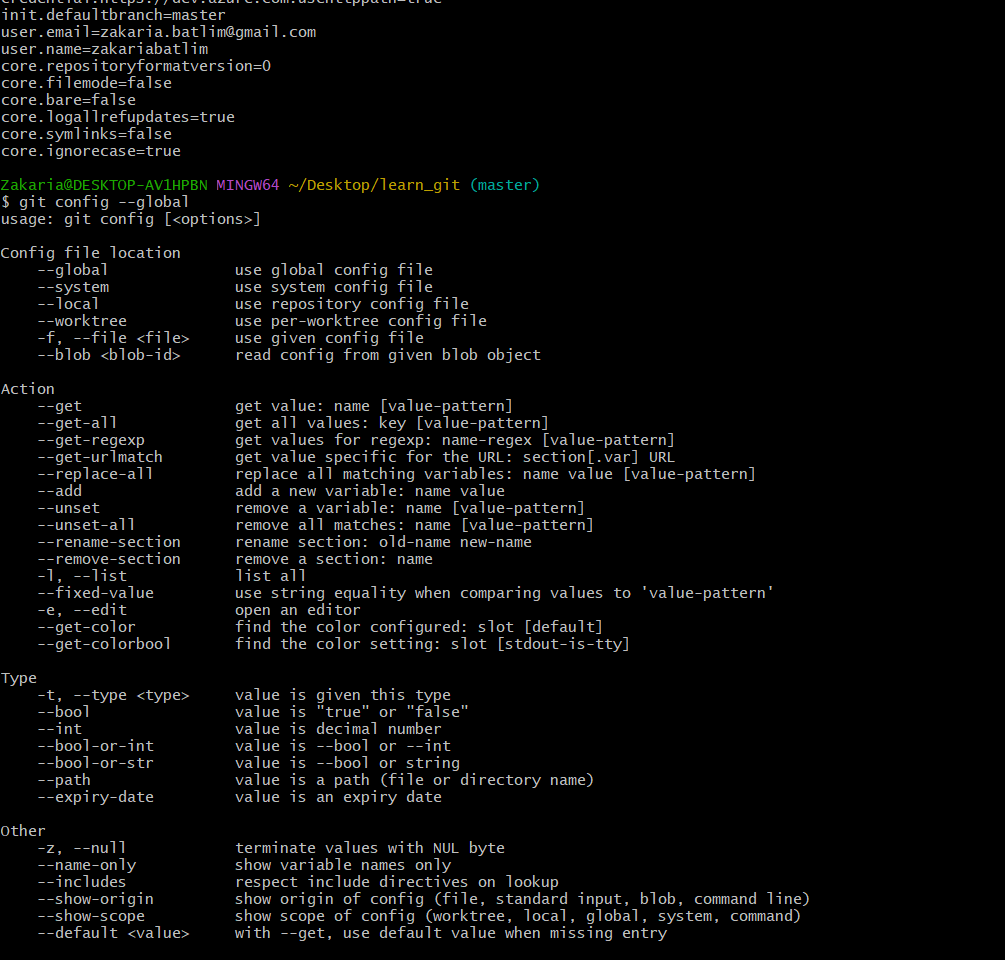 credential.https://dev.azure.com.usehttppath=true
init.defaultbranch=master
user.email=zakaria.batlim@gmail.com
user.name=zakariabatlim
core.repositoryformatversion=0
core.filemode=false
core.bare=false
core.logallrefupdates=true
core.symlinks=false
core.ignorecase=true
Zakaria@DESKTOP-AV1HPBN MINGW64 ~/Desktop/learn_git (master)
$ git config --global
usage: git config [<options>]
Config file location
--global use global config file
--system use system config file
--local use repository config file
--worktree use per-worktree config file
-f, --file <file> use given config file
--blob <blob-id> read config from given blob object
Action
--get get value: name [value-pattern]
--get-all get all values: key [value-pattern]
--get-regexp get values for regexp: name-regex [value-pattern]
--get-urlmatch get value specific for the URL: section[.var] URL
--replace-all replace all matching variables: name value [value-pattern]
--add add a new variable: name value
--unset remove a variable: name [value-pattern]
--unset-all remove all matches: name [value-pattern]
--rename-section rename section: old-name new-name
--remove-section remove a section: name
-l, --list list all
--fixed-value use string equality when comparing values to 'value-pattern'
-e, --edit open an editor
--get-color find the color configured: slot [default]
--get-colorbool find the color setting: slot [stdout-is-tty]
Type
-t, --type <type> value is given this type
--bool value is "true" or "false"
--int value is decimal number
--bool-or-int value is --bool or --int
--bool-or-str value is --bool or string
--path value is a path (file or directory name)
--expiry-date value is an expiry date
Other
-z, --null terminate values with NUL byte
--name-only show variable names only
--includes respect include directives on lookup
--show-origin show origin of config (file, standard input, blob, command line)
--show-scope show scope of config (worktree, local, global, system, command)
--default <value> with --get, use default value when missing entry